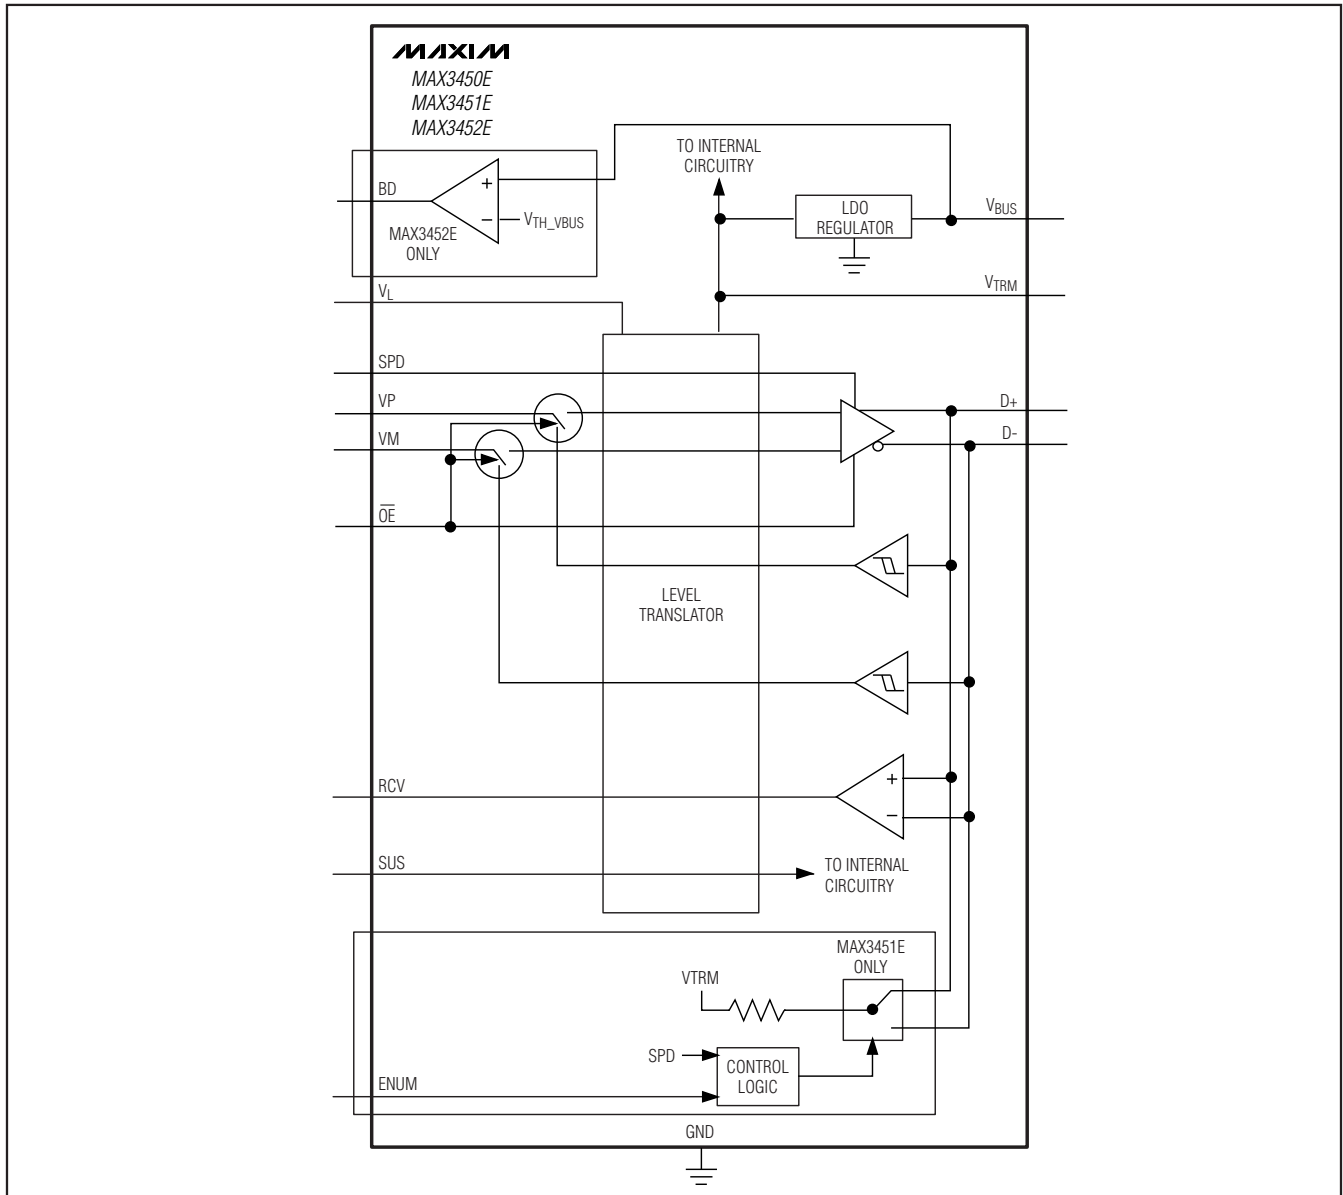 MAXIM
MAX3450E
MAX3451E
MAX3452E
TO INTERNAL
CIRCUITRY
BD
+
−
VTH_VBUS
MAX3452E
ONLY
LDO
REGULATOR
VBUS
VL
VTRM
SPD
VP
VM
OE
D+
D-
LEVEL
TRANSLATOR
RCV
+
−
SUS
TO INTERNAL
CIRCUITRY
MAX3451E
ONLY
VTRM
SPD
CONTROL
LOGIC
ENUM
GND